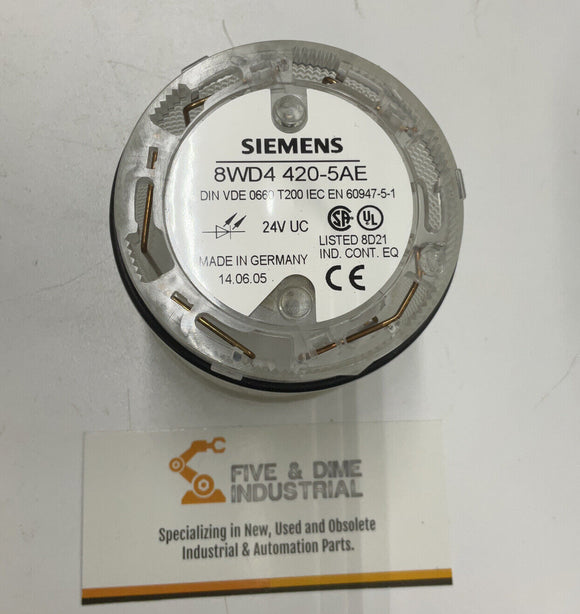 SIEMENS
8WD4 420-5AE
DIN VDE 0660 T200 IEC EN 60947-5-1
24V UC
SA UL
LISTED 8D21
IND. CONT. EQ
MADE IN GERMANY
14.06.05
CE
FIVE & DIME
INDUSTRIAL
Specializing in New, Used and Obsolete
Industrial & Automation Parts.